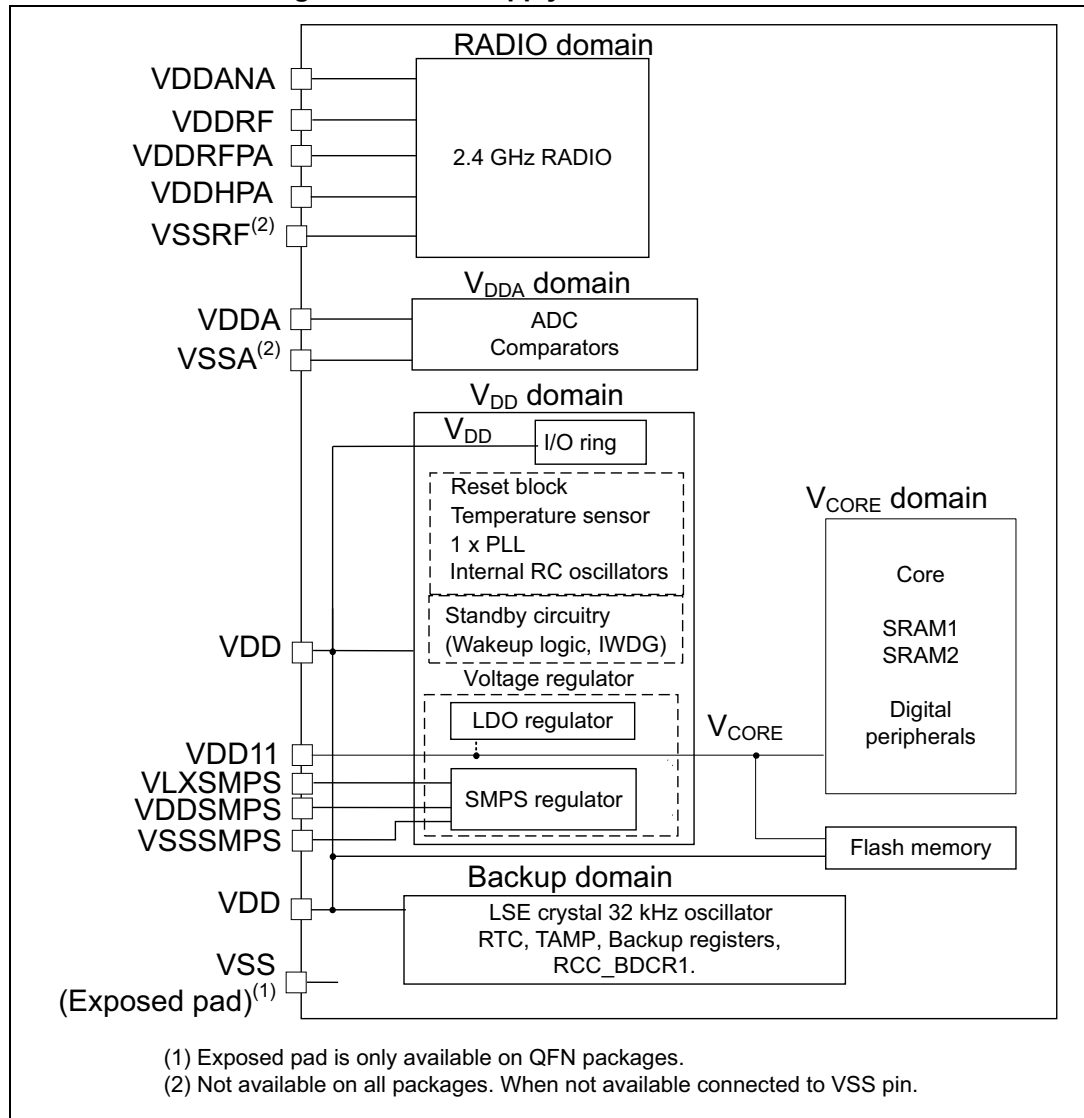 RADIO domain
VDDANA
VDDRF
VDDRFPA
2.4 GHz RADIO
VDDHPA
VSSRF(2)
VDDA domain
VDDA
ADC
Comparators
VSSA(2)
VDD domain
VDD
I/O ring
Reset block
Temperature sensor
1 x PLL
Internal RC oscillators
Standby circuitry
(Wakeup logic, IWDG)
VDD
Voltage regulator
LDO regulator
VCORE
VCORE domain
Core
SRAM1
SRAM2
Digital
peripherals
VDD11
VLXSMPS
VDDSMPS
VSSSMPS
SMPS regulator
Flash memory
Backup domain
VDD
LSE crystal 32 kHz oscillator
RTC, TAMP, Backup registers,
RCC_BDCR1.
VSS
(Exposed pad)(1)
(1) Exposed pad is only available on QFN packages.
(2) Not available on all packages. When not available connected to VSS pin.